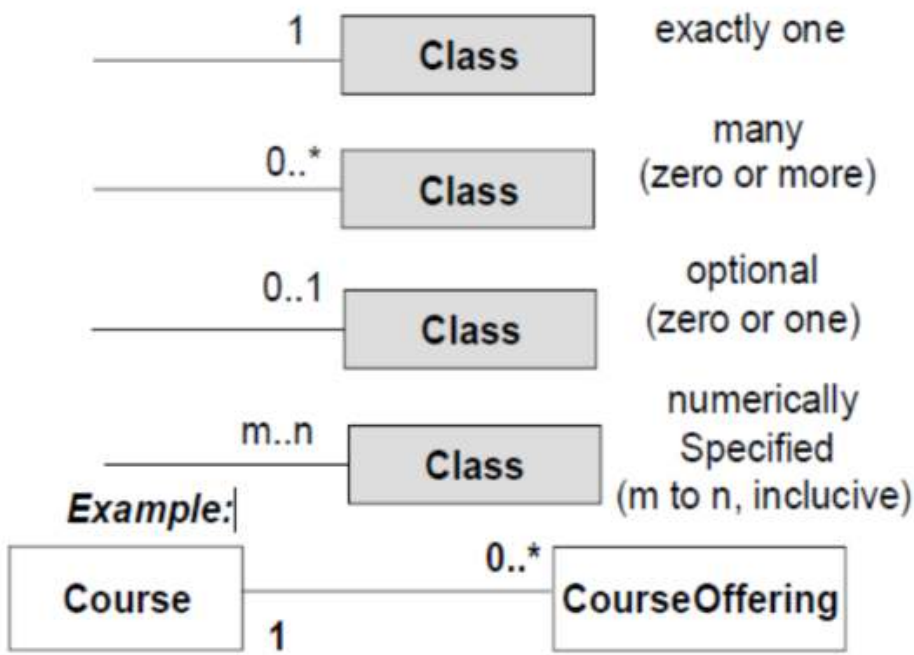 1
Class
exactly one
0..*
Class
many
(zero or more)
0..1
Class
optional
(zero or one)
m..n
Class
numerically
Specified
(m to n, inclucive)
Example:
Course
1
0..*
CourseOffering